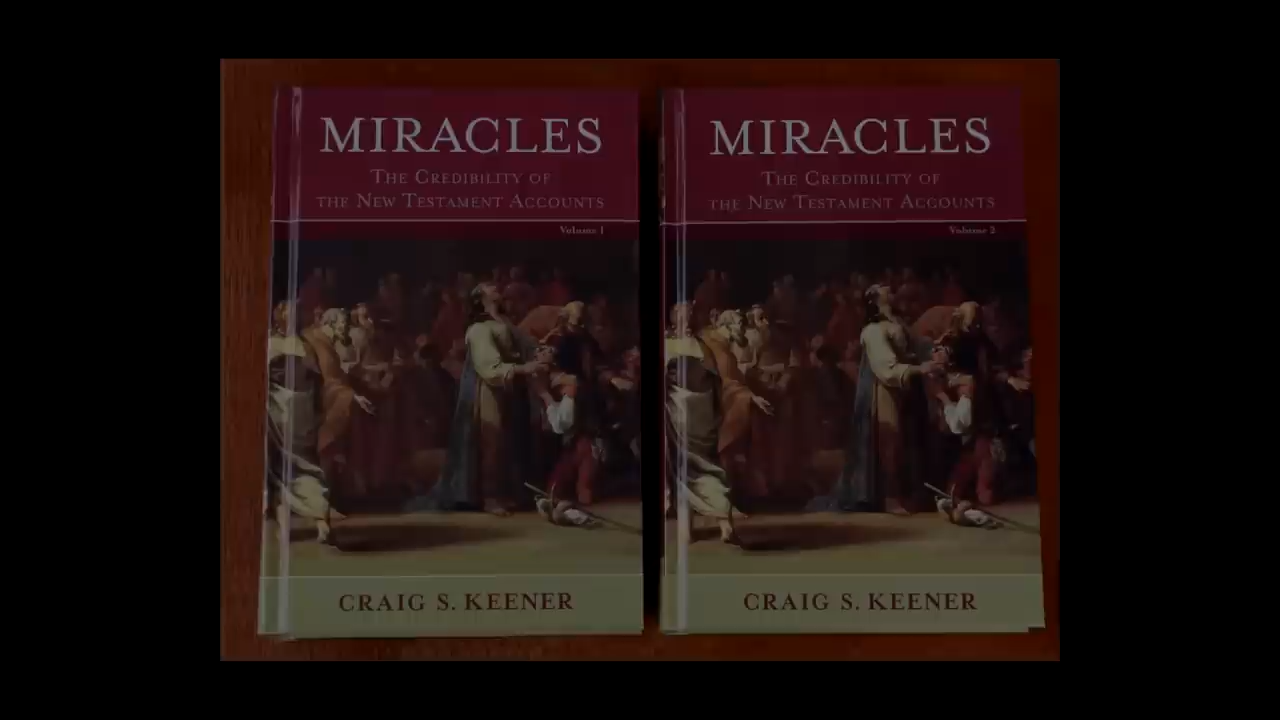 MIRACLES
THE CREDIBILITY OF
THE NEW TESTAMENT ACCOUNTS
Volume 1
CRAIG S. KEENER
MIRACLES
THE CREDIBILITY OF
THE NEW TESTAMENT ACCOUNTS
Volume 2
CRAIG S. KEENER